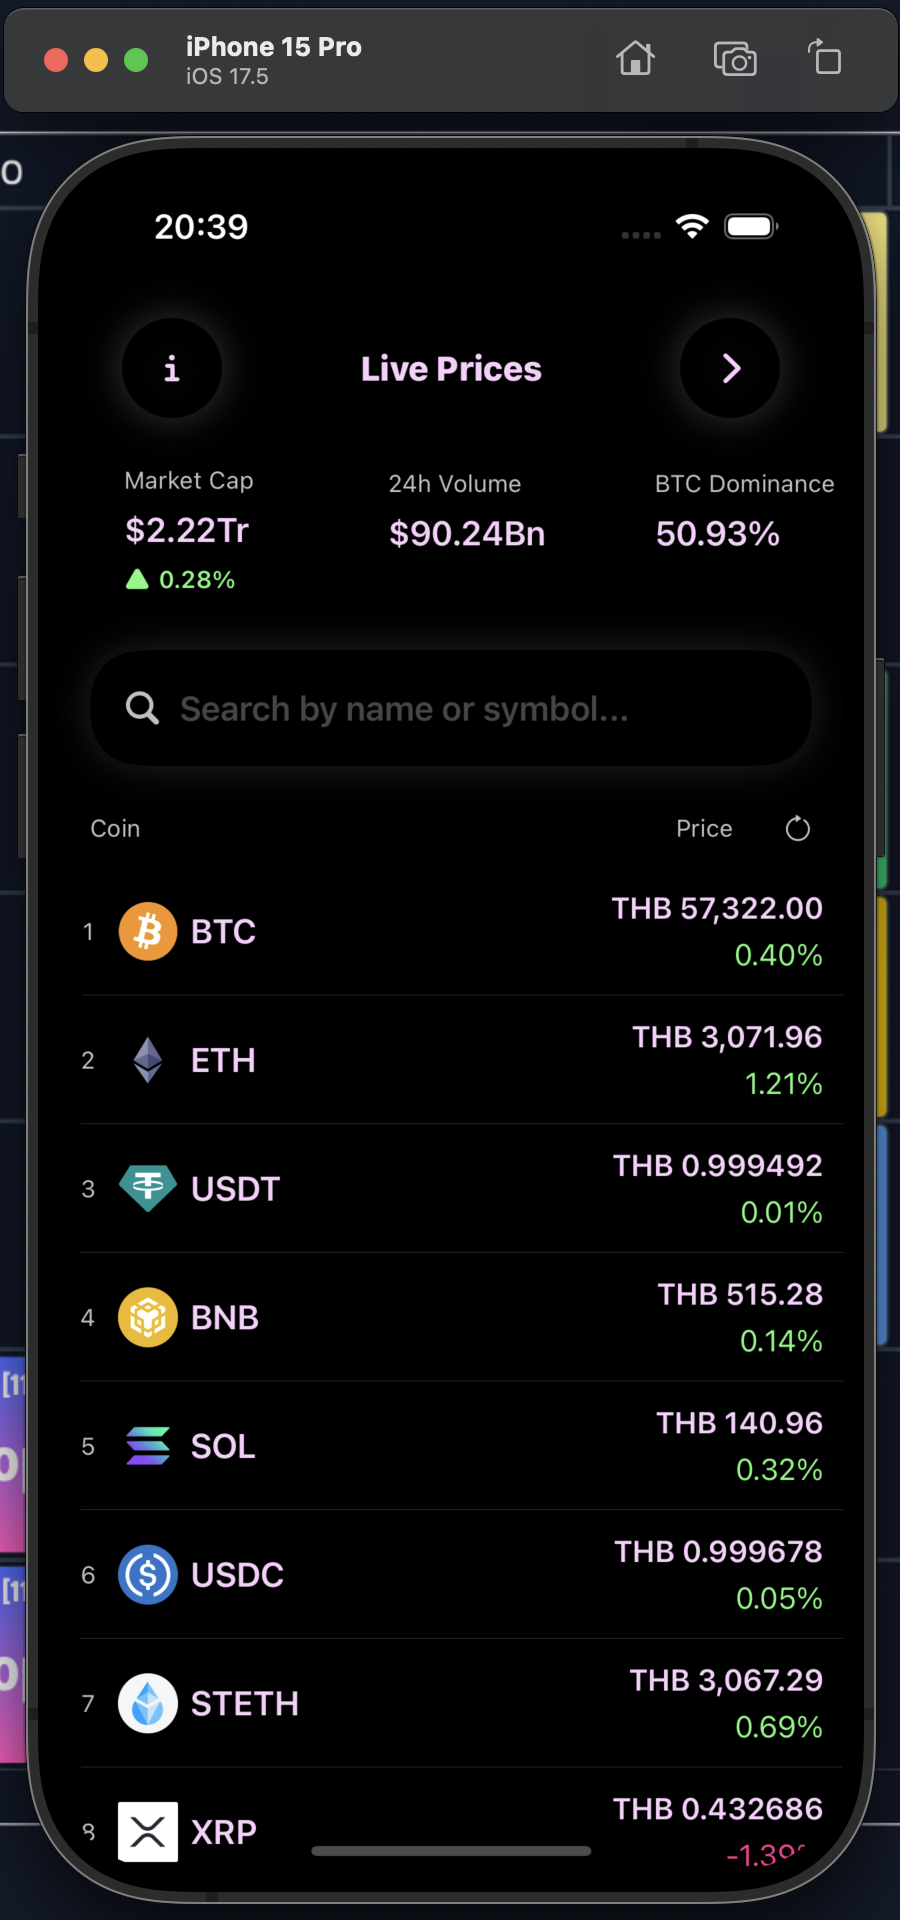 iPhone 15 Pro
iOS 17.5
20:39
i
Live Prices
Market Cap
24h Volume
BTC Dominance
$2.22Tr
$90.24Bn
50.93%
0.28%
Search by name or symbol...
Coin
Price
1
BTC
THB 57,322.00
0.40%
2
ETH
THB 3,071.96
1.21%
3
USDT
THB 0.999492
0.01%
4
BNB
THB 515.28
0.14%
5
SOL
THB 140.96
0.32%
6
USDC
THB 0.999678
0.05%
7
STETH
THB 3,067.29
0.69%
8
XRP
THB 0.432686